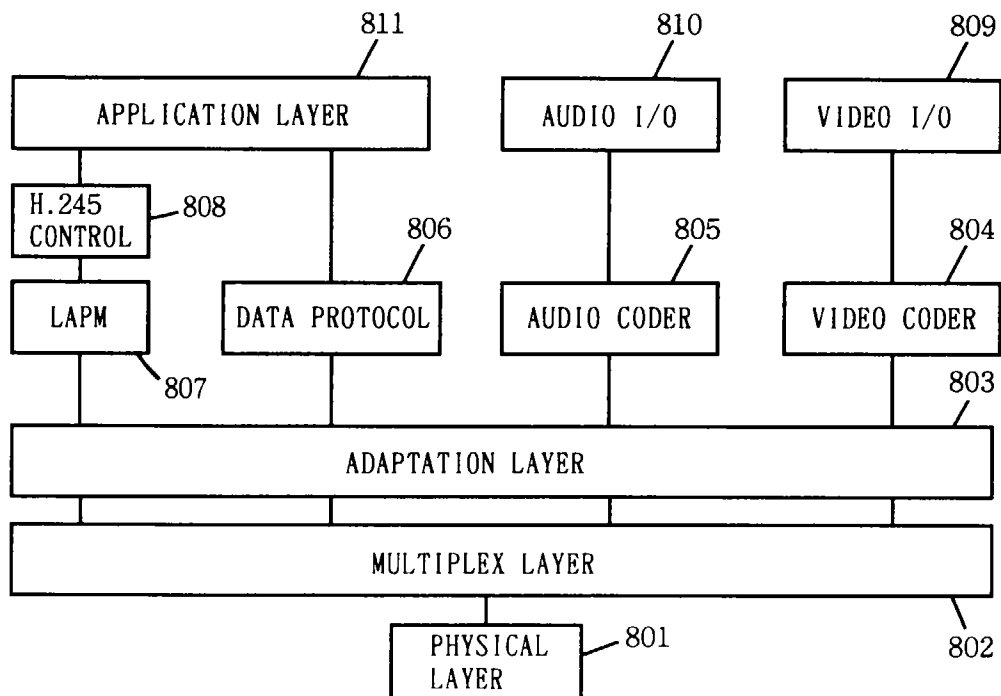 811
810
809
APPLICATION LAYER
AUDIO I/O
VIDEO I/O
H.245
CONTROL
808
806
805
804
LAPM
DATA PROTOCOL
AUDIO CODER
VIDEO CODER
807
803
ADAPTATION LAYER
MULTIPLEX LAYER
802
PHYSICAL
LAYER
801